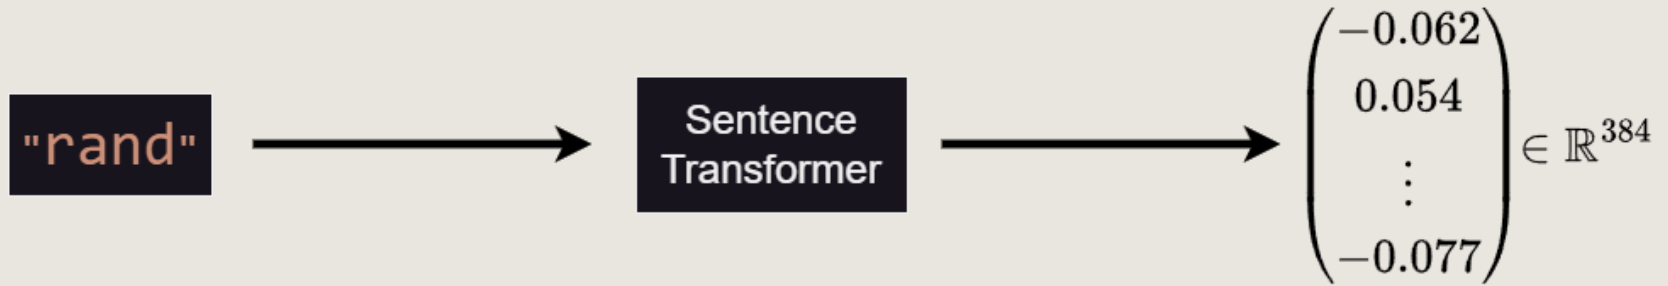 "rand"
Sentence
Transformer
−0.062
0.054
⋮
−0.077
∈ ℝ³⁸⁴